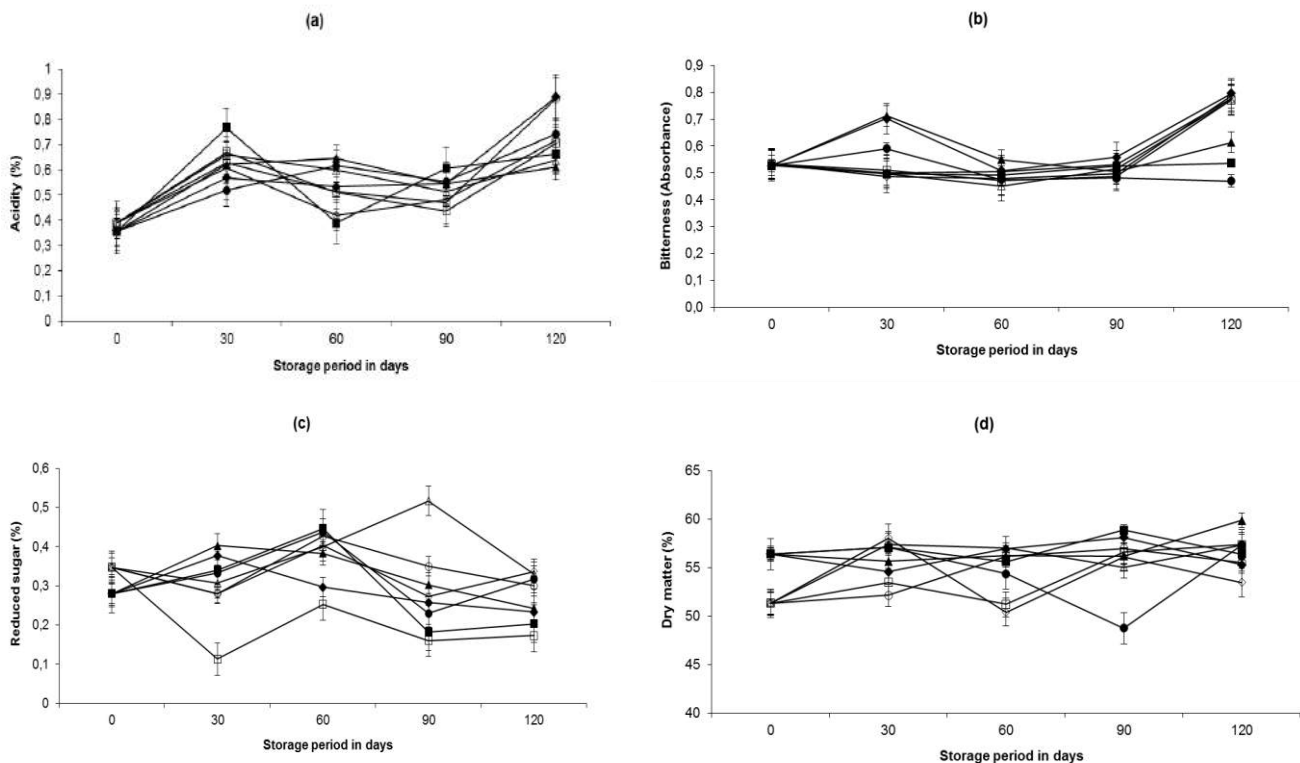 (a)
Acidity (%)
1
0,9
0,8
0,7
0,6
0,5
0,4
0,3
0,2
0,1
0
0 30 60 90 120
Storage period in days
(b)
Bitterness (Absorbance)
0,9
0,8
0,7
0,6
0,5
0,4
0,3
0,2
0,1
0,0
0 30 60 90 120
Storage period in days
(c)
Reduced sugar (%)
0,6
0,5
0,4
0,3
0,2
0,1
0
0 30 60 90 120
Storage period in days
(d)
Dry matter (%)
65
60
55
50
45
40
0 30 60 90 120
Storage period in days